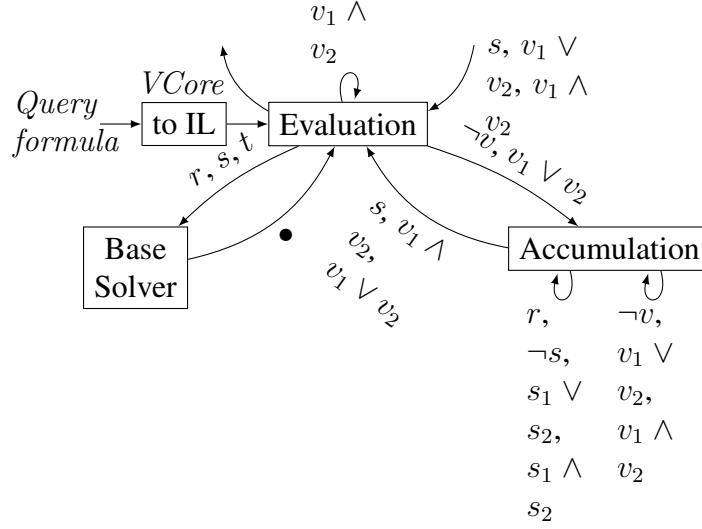 v₁ ∧
v₂
s, v₁ ∨
v₂, v₁ ∧
v₂
VCore
Query
formula
to IL
Evaluation
r, s, t
¬v, v₁ ∨ v₂
s, v₁ ∧
v₂,
v₁ ∨ v₂
•
Base
Solver
Accumulation
r,
¬s,
s₁ ∨
s₂,
s₁ ∧
s₂
¬v,
v₁ ∨
v₂,
v₁ ∧
v₂